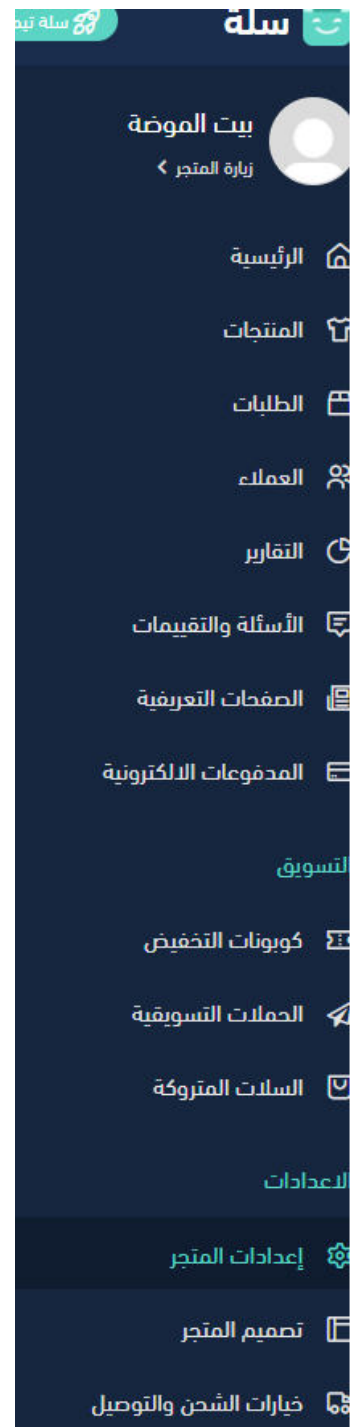 سلة
سلة
بيت الموضة
زيارة المتجر
الرئيسية
المنتجات
الطلبات
العملاء
التقارير
الأسئلة والتقييمات
الصفحات التعريفية
المدفوعات الالكترونية
التسويق
كوبونات التخفيض
الحملات التسويقية
السلات المتروكة
الاعدادات
إعدادات المتجر
تصميم المتجر
خيارات الشحن والتوصيل